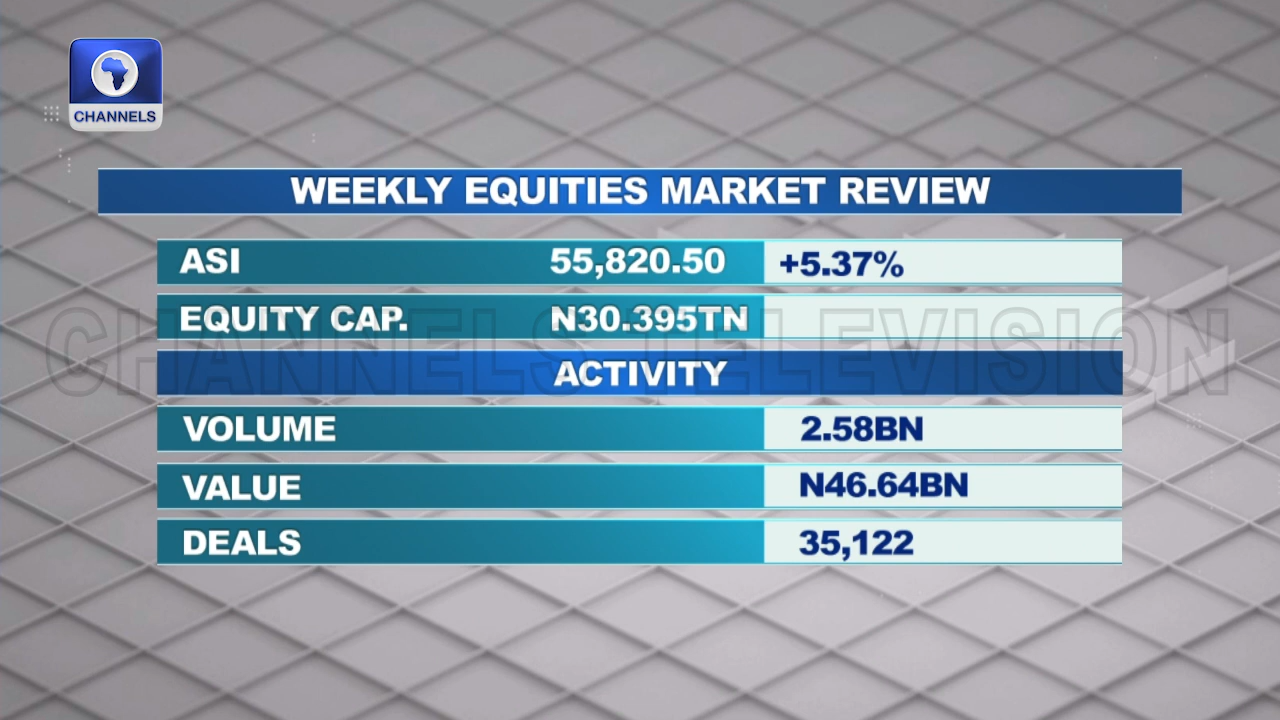 CHANNELS
WEEKLY EQUITIES MARKET REVIEW
ASI 55,820.50 +5.37%
EQUITY CAP. N30.395TN
CHANNELS TELEVISION
ACTIVITY
VOLUME 2.58BN
VALUE N46.64BN
DEALS 35,122